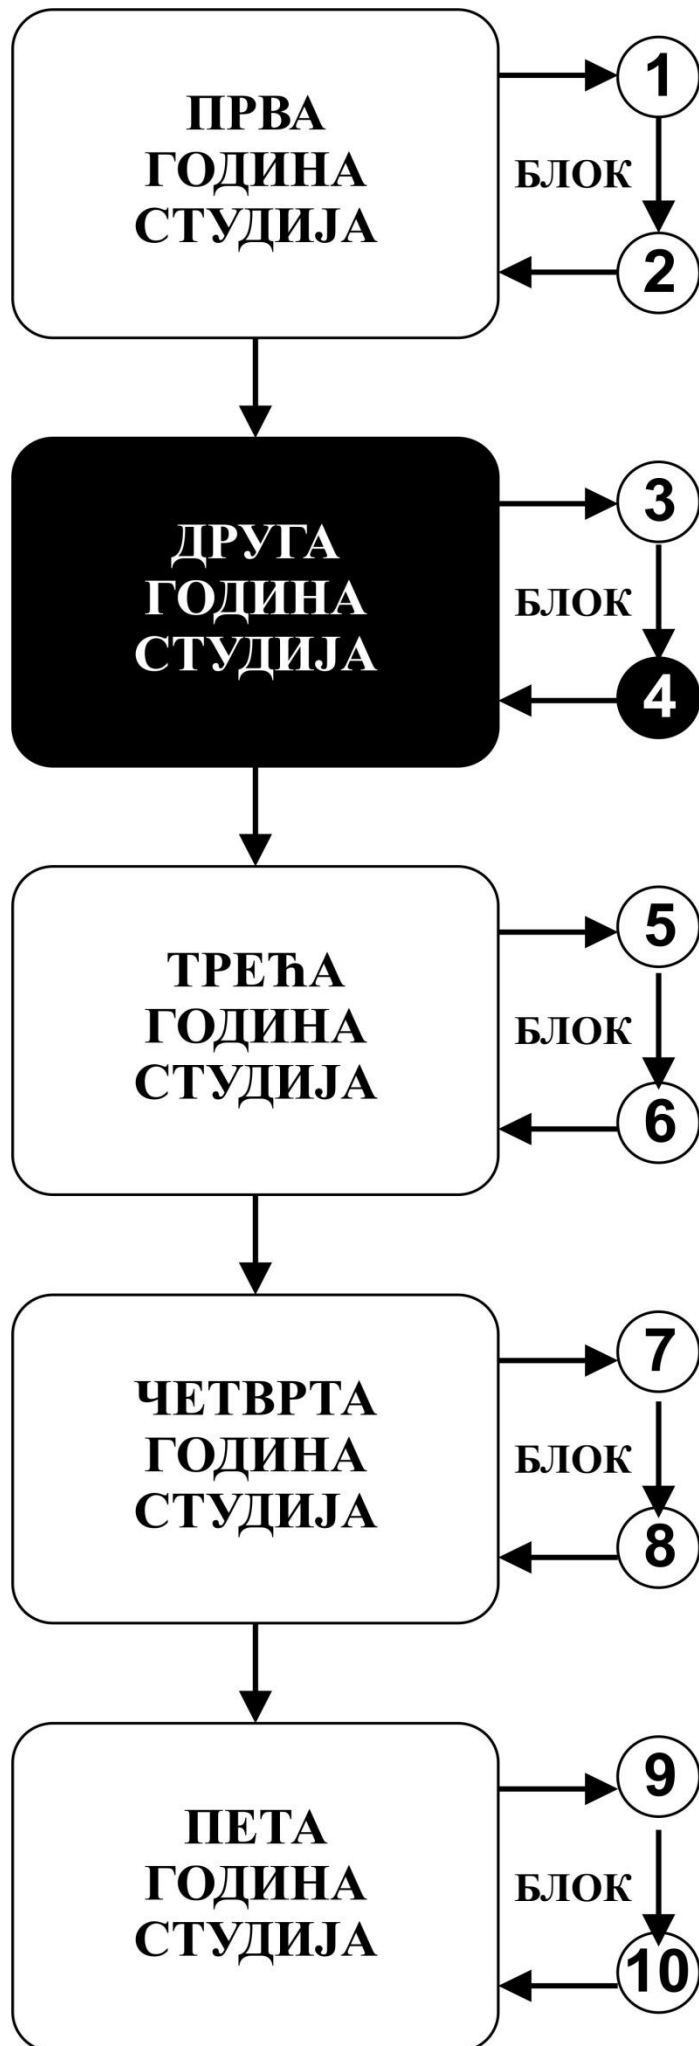 ПРВА
ГОДИНА
СТУДИЈА
1
БЛОК
2
ДРУГА
ГОДИНА
СТУДИЈА
3
БЛОК
4
ТРЕЋА
ГОДИНА
СТУДИЈА
5
БЛОК
6
ЧЕТВРТА
ГОДИНА
СТУДИЈА
7
БЛОК
8
ПЕТА
ГОДИНА
СТУДИЈА
9
БЛОК
10